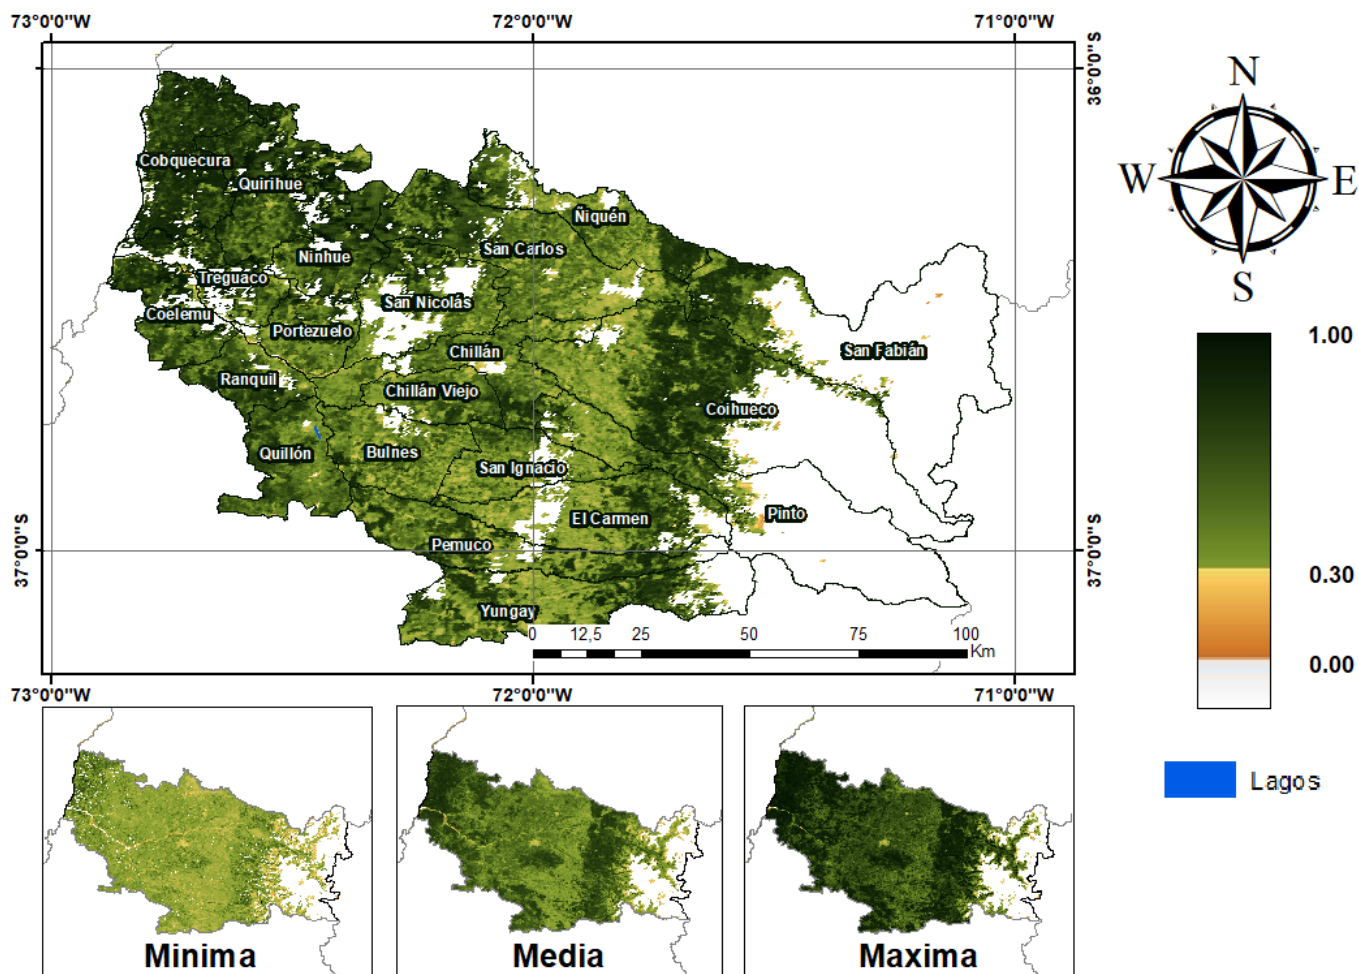 73°0'0"W
72°0'0"W
71°0'0"W
36°0'0"S
N
W
E
S
Cobquecura
Quirihue
Ñiquén
San Carlos
Ninhue
Treguaco
San Nicolás
Coelemu
Portezuelo
Chillán
San Fabián
Ranquil
Chillán Viejo
Coihueco
Quillón
Bulnes
San Ignacio
Pinto
El Carmen
Pemuco
Yungay
37°0'0"S
37°0'0"S
0 12,5 25 50 75 100
Km
73°0'0"W
72°0'0"W
71°0'0"W
1.00
0.30
0.00
Lagos
Minima
Media
Maxima